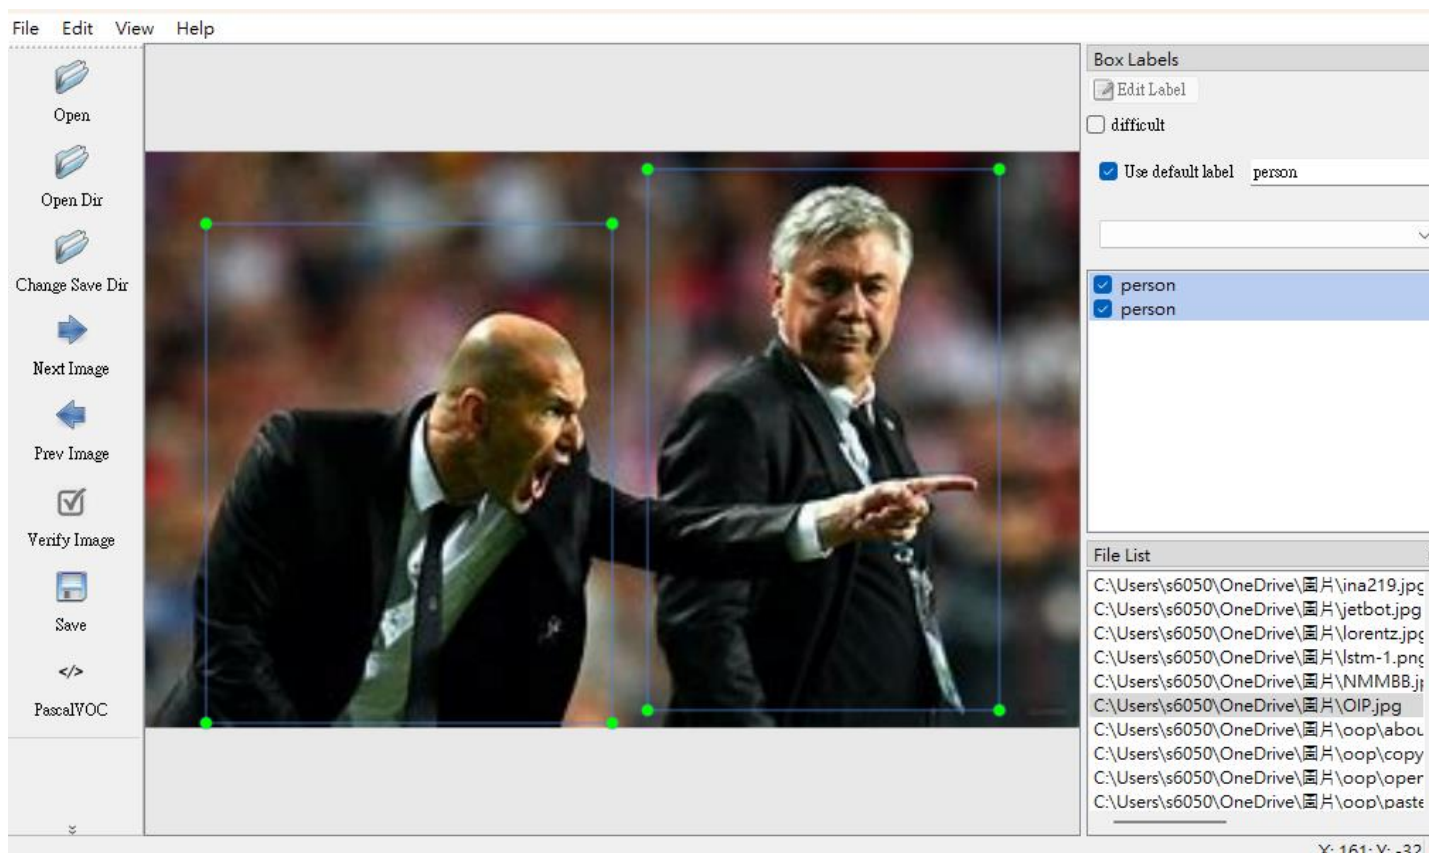 File Edit View Help
Open
Open Dir
Change Save Dir
Next Image
Prev Image
Verify Image
Save
</>
PascalVOC
Box Labels
Edit Label
difficult
Use default label person
person
person
File List
C:\Users\s6050\OneDrive\圖片\ina219.jpg
C:\Users\s6050\OneDrive\圖片\jetbot.jpg
C:\Users\s6050\OneDrive\圖片\lorentz.jpg
C:\Users\s6050\OneDrive\圖片\lstm-1.png
C:\Users\s6050\OneDrive\圖片\NMMBB.j
C:\Users\s6050\OneDrive\圖片\OIP.jpg
C:\Users\s6050\OneDrive\圖片\oop\abou
C:\Users\s6050\OneDrive\圖片\oop\copy
C:\Users\s6050\OneDrive\圖片\oop\oper
C:\Users\s6050\OneDrive\圖片\oop\paste
X: 161; Y: -32